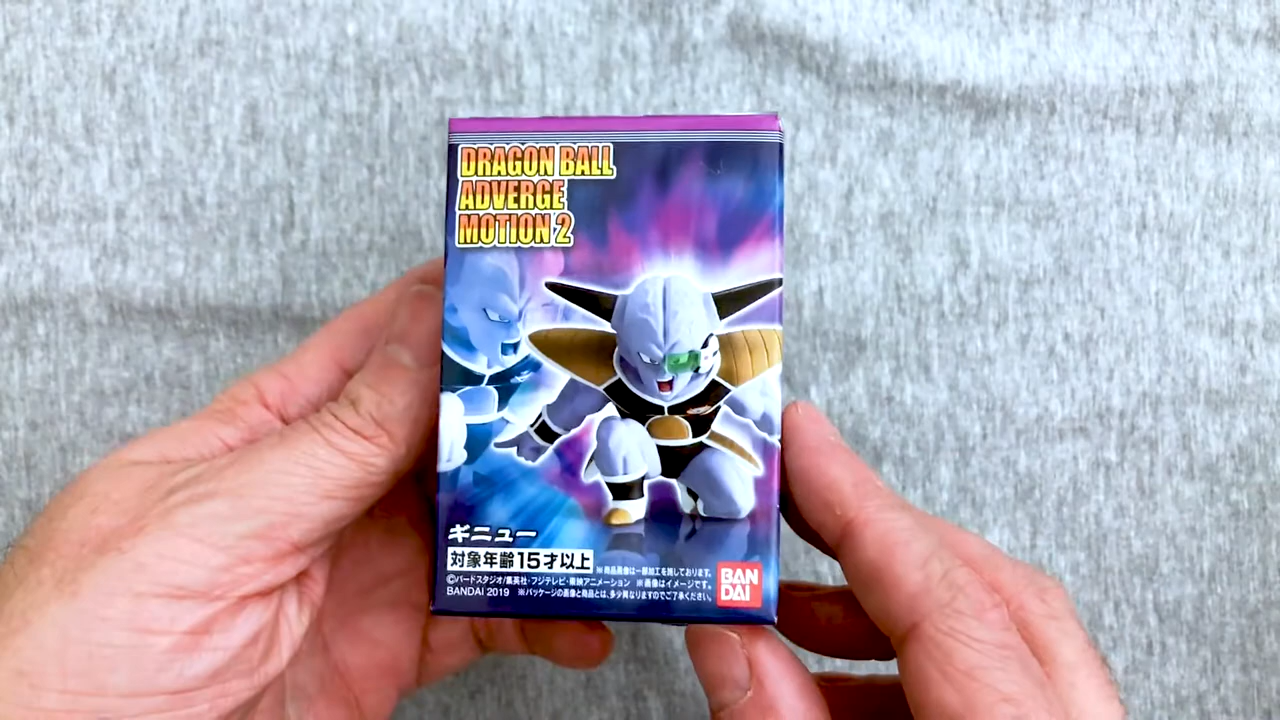 DRAGON BALL
ADVERGE
MOTION 2
ギニュー
対象年齢15才以上 ※商品画像は一部加工を施しております。
©バードスタジオ/集英社・フジテレビ・東映アニメーション ※画像はイメージです。
BANDAI 2019 ※パッケージの画像と商品とは、多少異なりますのでご了承ください。
BAN
DAI